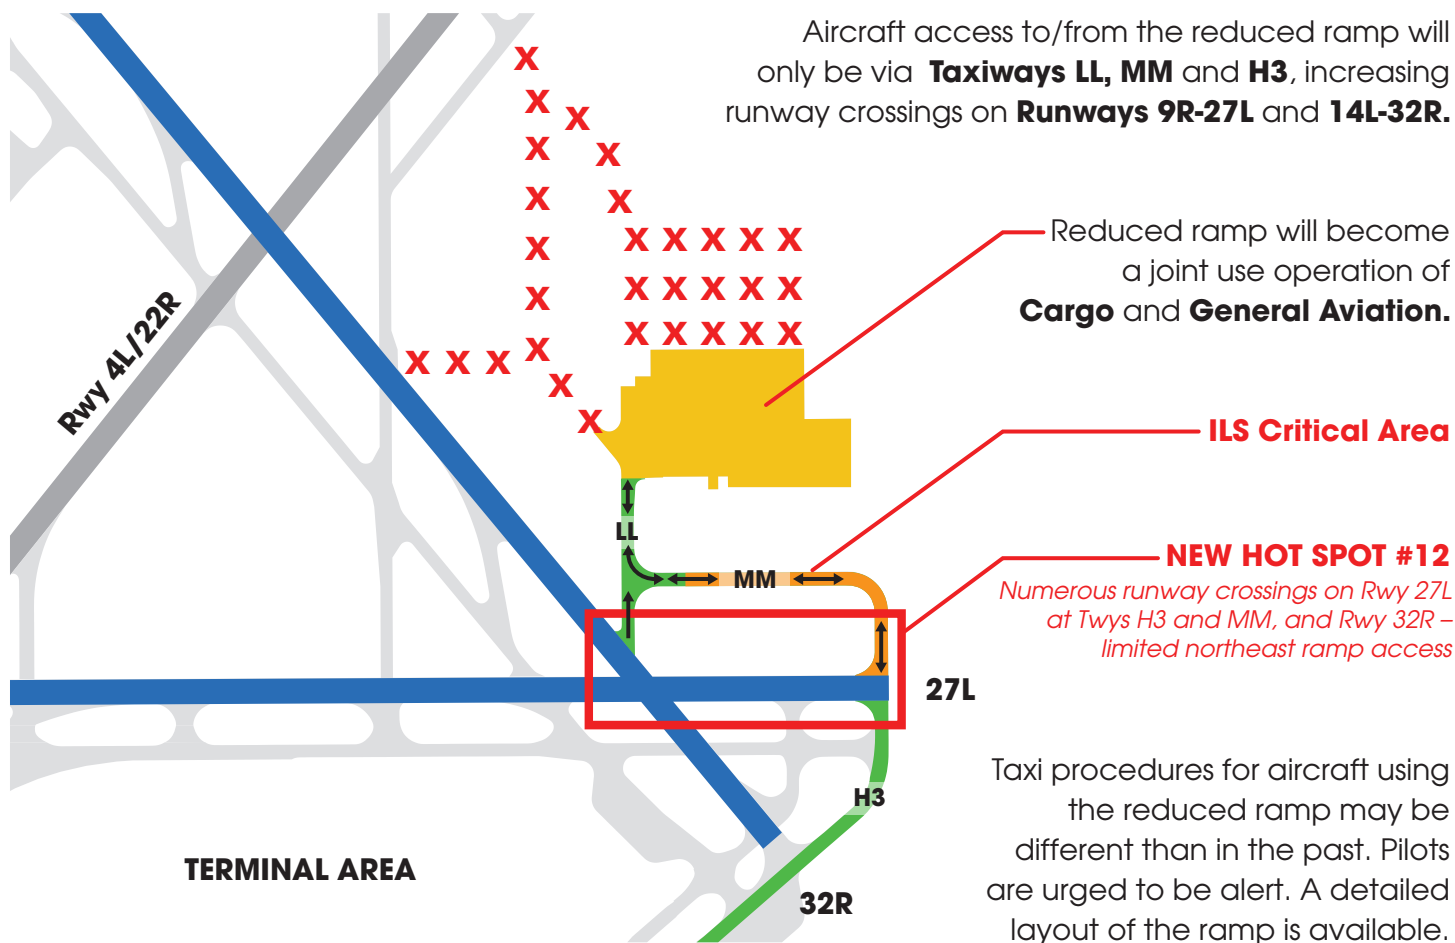 Aircraft access to/from the reduced ramp will
only be via Taxiways LL, MM and H3, increasing
runway crossings on Runways 9R-27L and 14L-32R.
X
X
X
X
X
X
X
X
X
X X X X X
X
X X X X X
X
X X X X X
X
X X X
X
X
Rwy 4L/22R
Reduced ramp will become
a joint use operation of
Cargo and General Aviation.
ILS Critical Area
LL
MM
NEW HOT SPOT #12
Numerous runway crossings on Rwy 27L
at Twys H3 and MM, and Rwy 32R –
limited northeast ramp access
27L
H3
32R
TERMINAL AREA
Taxi procedures for aircraft using
the reduced ramp may be
different than in the past. Pilots
are urged to be alert. A detailed
layout of the ramp is available.